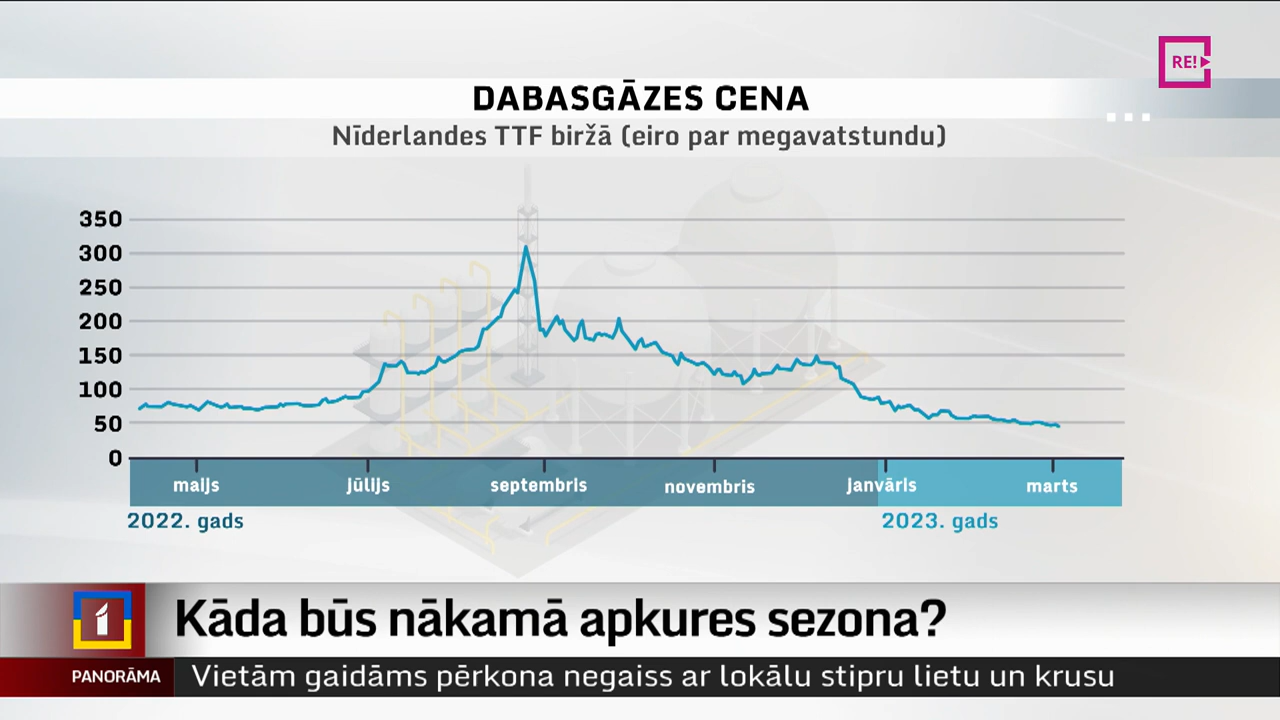 RE!
DABASGĀZES CENA
Nīderlandes TTF biržā (eiro par megavatstundu)
350
300
250
200
150
100
50
0
maijs jūlijs septembris novembris janvāris marts
2022. gads 2023. gads
1
Kāda būs nākamā apkures sezona?
PANORĀMA Vietām gaidāms pērkona negaiss ar lokālu stipru lietu un krusu